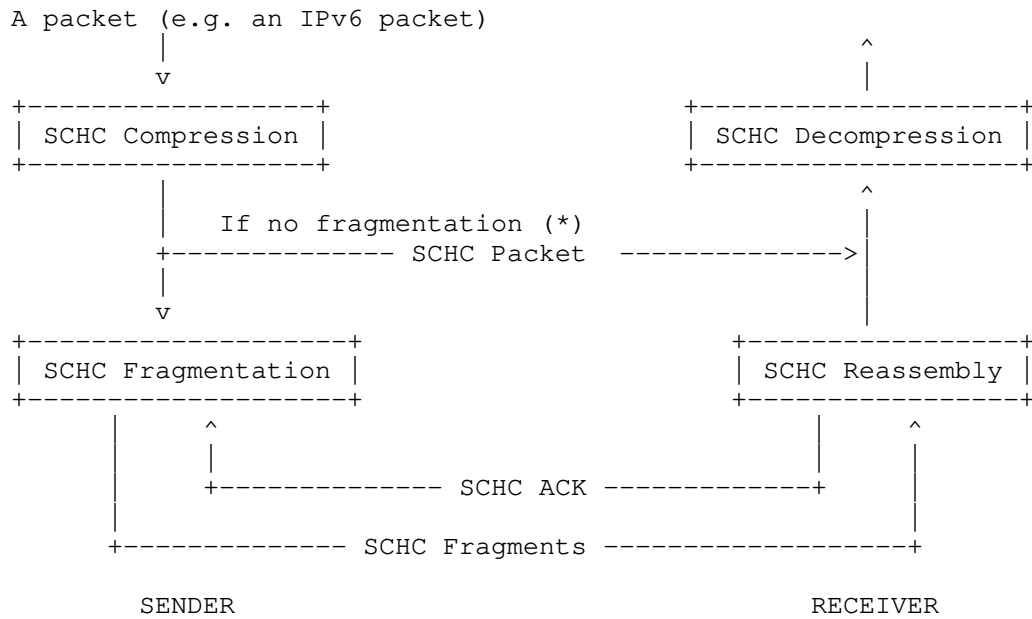 A packet (e.g. an IPv6 packet)
SCHC Compression SCHC Decompression
If no fragmentation (*)
SCHC Packet
SCHC Fragmentation SCHC Reassembly
SCHC ACK
SCHC Fragments
SENDER RECEIVER